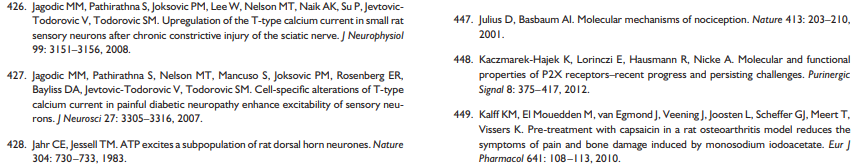 426. Jagodic MM, Pathirathna S, Joksovic PM, Lee W, Nelson MT, Naik AK, Su P, Jevtovic-
Todorovic V, Todorovic SM. Upregulation of the T-type calcium current in small rat
sensory neurons after chronic constrictive injury of the sciatic nerve. J Neurophysiol
99: 3151–3156, 2008.
427. Jagodic MM, Pathirathna S, Nelson MT, Mancuso S, Joksovic PM, Rosenberg ER,
Bayliss DA, Jevtovic-Todorovic V, Todorovic SM. Cell-specific alterations of T-type
calcium current in painful diabetic neuropathy enhance excitability of sensory neu-
rons. J Neurosci 27: 3305–3316, 2007.
428. Jahr CE, Jessell TM. ATP excites a subpopulation of rat dorsal horn neurones. Nature
304: 730–733, 1983.
447. Julius D, Basbaum AI. Molecular mechanisms of nociception. Nature 413: 203–210,
2001.
448. Kaczmarek-Hajek K, Lorinczi E, Hausmann R, Nicke A. Molecular and functional
properties of P2X receptors–recent progress and persisting challenges. Purinergic
Signal 8: 375–417, 2012.
449. Kalff KM, El Mouedden M, van Egmond J, Veening J, Joosten L, Scheffer GJ, Meert T,
Vissers K. Pre-treatment with capsaicin in a rat osteoarthritis model reduces the
symptoms of pain and bone damage induced by monosodium iodoacetate. Eur J
Pharmacol 641: 108–113, 2010.